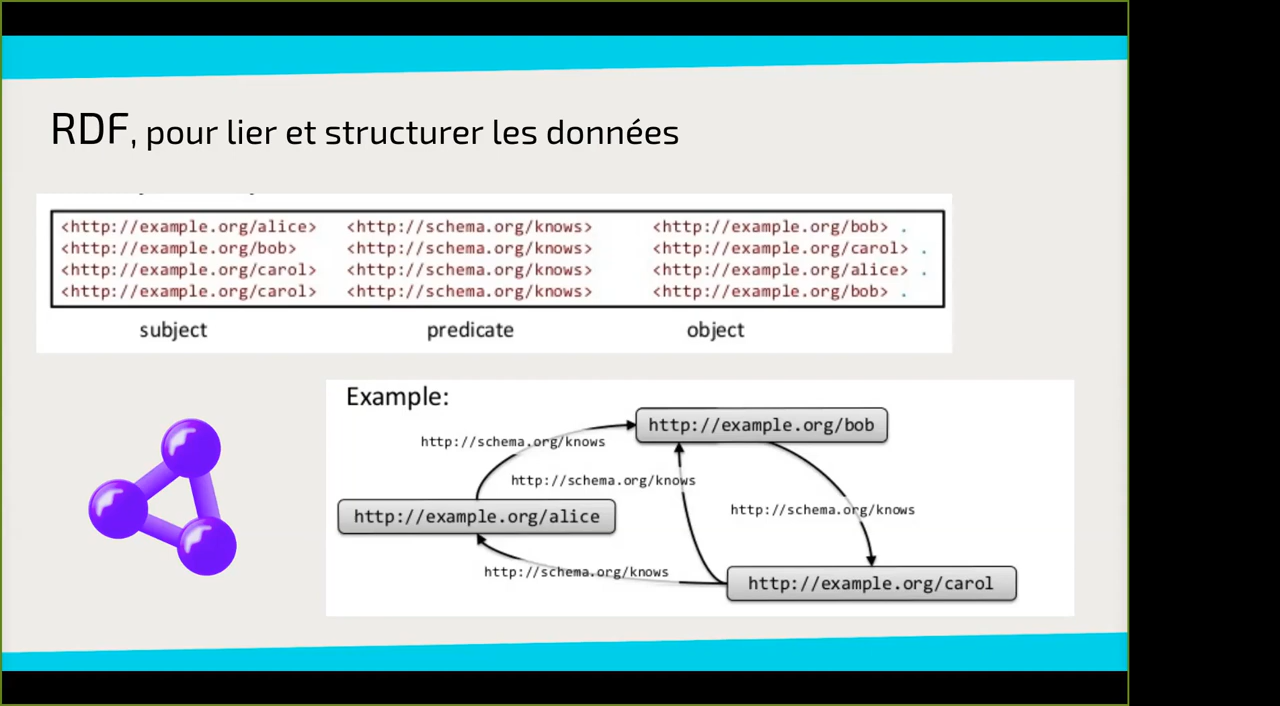 RDF, pour lier et structurer les données
<http://example.org/alice> <http://schema.org/knows> <http://example.org/bob> .
<http://example.org/bob> <http://schema.org/knows> <http://example.org/carol> .
<http://example.org/carol> <http://schema.org/knows> <http://example.org/alice> .
<http://example.org/carol> <http://schema.org/knows> <http://example.org/bob> .
subject predicate object
Example:
http://example.org/bob
http://schema.org/knows
http://schema.org/knows
http://schema.org/knows
http://example.org/alice
http://schema.org/knows
http://example.org/carol